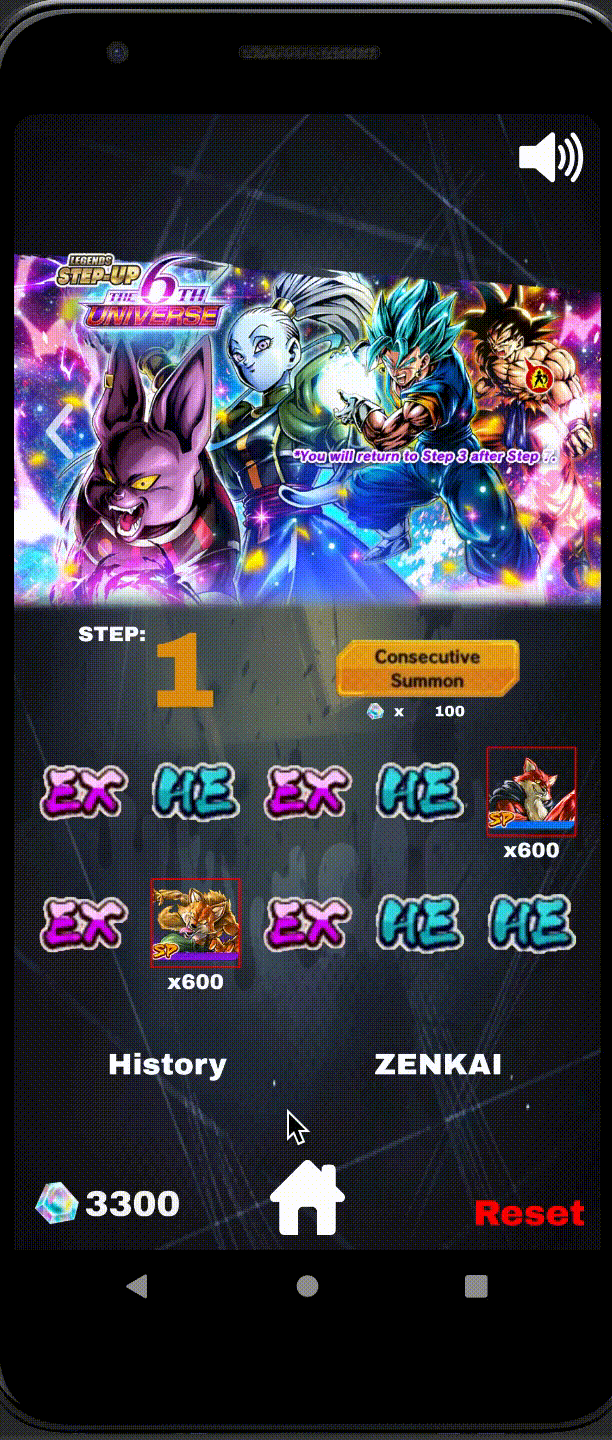 LEGENDS
STEP-UP
THE 6TH
UNIVERSE
*You will return to Step 3 after Step
STEP: 1
Consecutive
Summon
x 100
EX HE EX HE SP
x600
EX SP EX HE HE
x600
History ZENKAI
3300
Reset